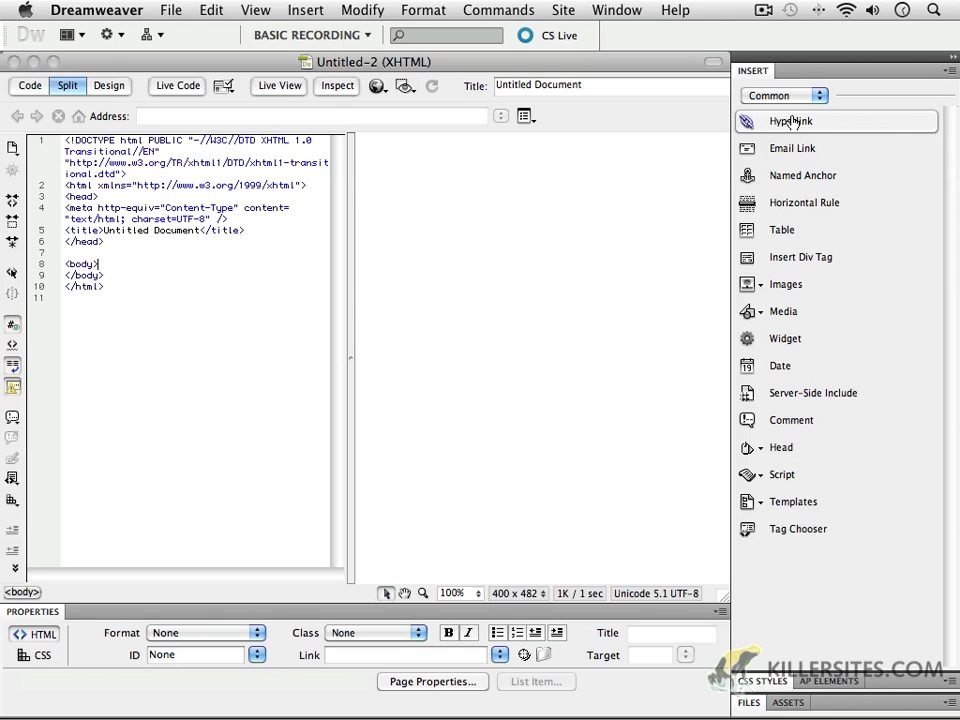 Dreamweaver File Edit View Insert Modify Format Commands Site Window Help
Dw BASIC RECORDING CS Live
Untitled-2 (XHTML)
INSERT
Code Split Design Live Code Live View Inspect Title: Untitled Document
Common
Address:
1 <!DOCTYPE html PUBLIC "-//W3C//DTD XHTML 1.0
Transitional//EN"
"http://www.w3.org/TR/xhtml1/DTD/xhtml1-transit
ional.dtd">
2 <html xmlns="http://www.w3.org/1999/xhtml">
3 <head>
4 <meta http-equiv="Content-Type" content=
"text/html; charset=UTF-8" />
5 <title>Untitled Document</title>
6 </head>
7
8 <body>
9 </body>
10 </html>
11
Hyperlink
Email Link
Named Anchor
Horizontal Rule
Table
Insert Div Tag
Images
Media
Widget
19 Date
Server-Side Include
Comment
Head
Script
Templates
Tag Chooser
<body> 100% 400 x 482 1K / 1 sec Unicode 5.1 UTF-8
PROPERTIES
<> HTML Format None Class None B I Title
CSS ID None Link Target
Page Properties... List Item...
KILLERSITES.COM
CSS STYLES AP ELEMENTS
FILES ASSETS